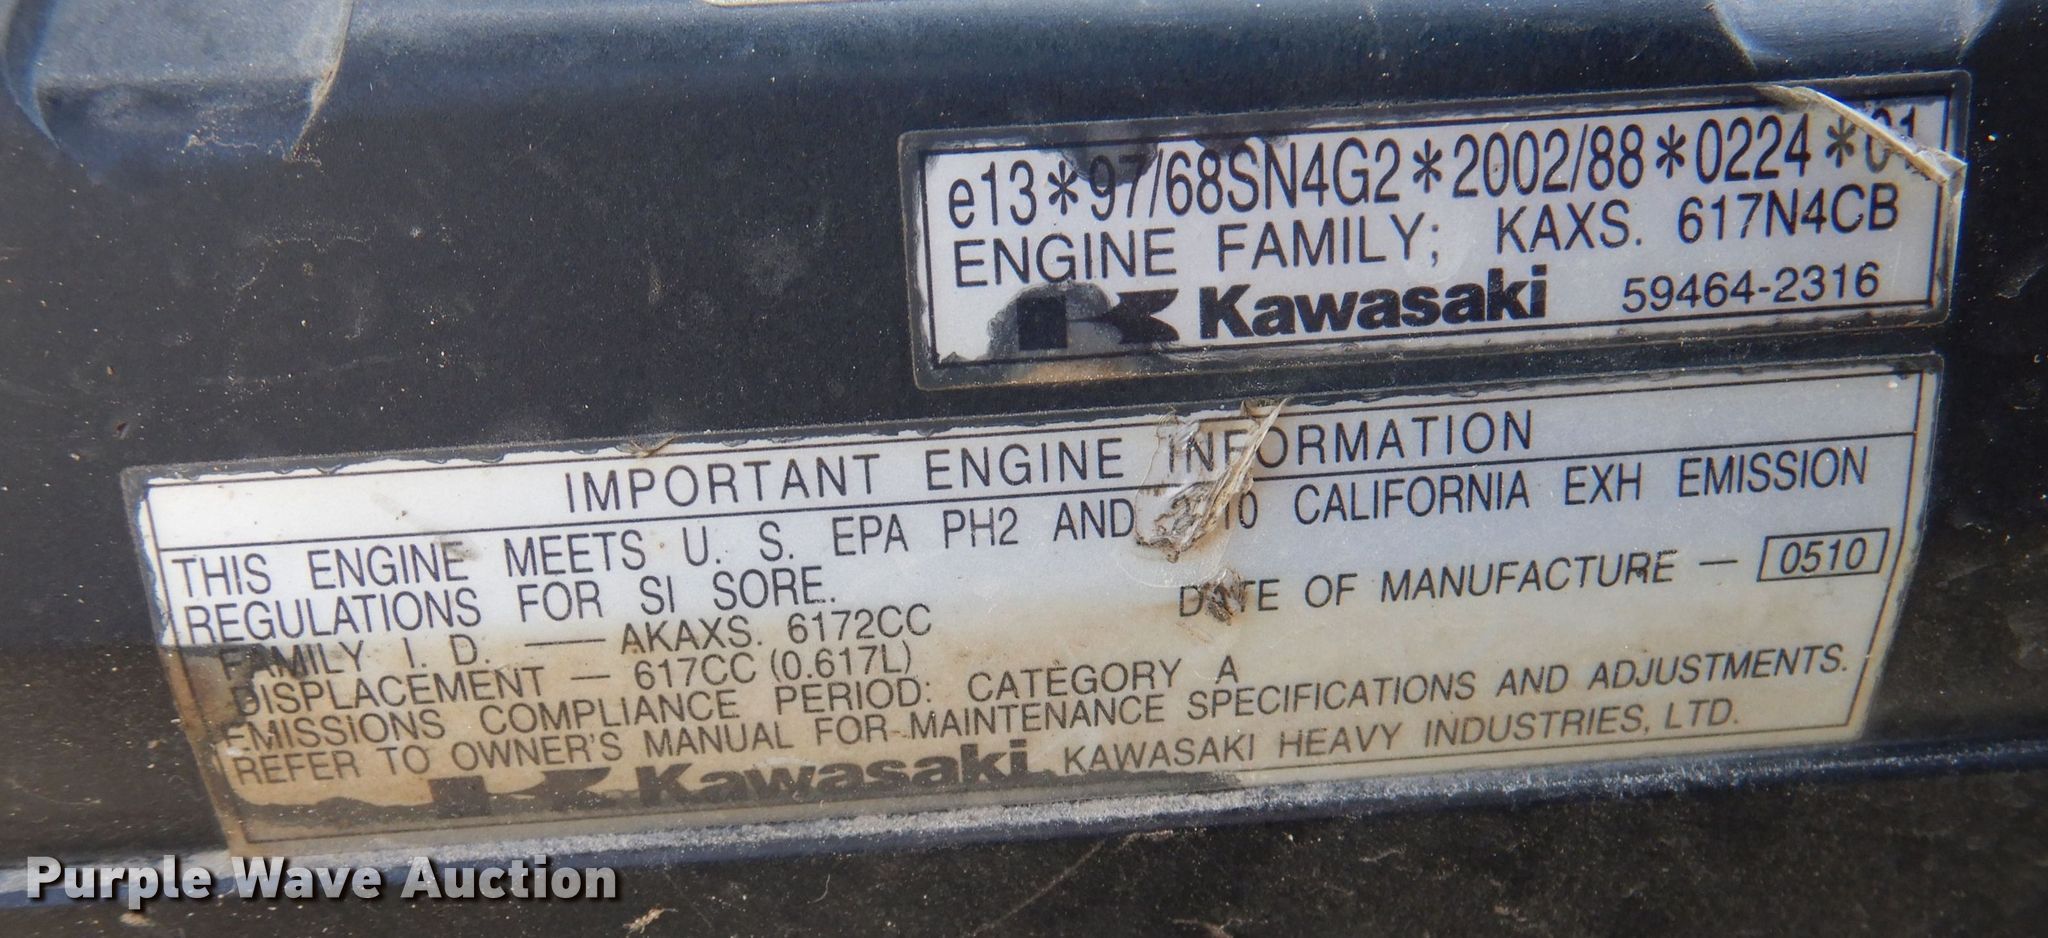 e13*97/68SN4G2*2002/88*0224*01
ENGINE FAMILY; KAXS. 617N4CB
Kawasaki 59464-2316
IMPORTANT ENGINE INFORMATION
THIS ENGINE MEETS U. S. EPA PH2 AND 2010 CALIFORNIA EXH EMISSION
REGULATIONS FOR SI SORE.
DATE OF MANUFACTURE — 0510
FAMILY I. D. — AKAXS. 6172CC
DISPLACEMENT — 617CC (0.617L)
EMISSIONS COMPLIANCE PERIOD: CATEGORY A
REFER TO OWNER'S MANUAL FOR MAINTENANCE SPECIFICATIONS AND ADJUSTMENTS.
Kawasaki KAWASAKI HEAVY INDUSTRIES, LTD.
Purple Wave Auction